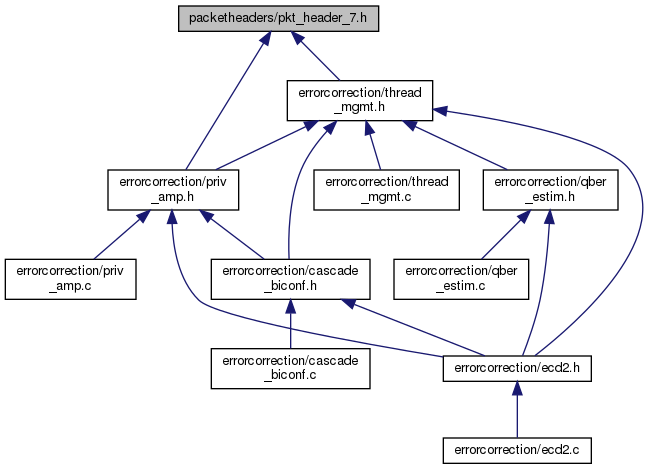 packetheaders/pkt_header_7.h
errorcorrection/thread
_mgmt.h
errorcorrection/priv
_amp.h
errorcorrection/thread
_mgmt.c
errorcorrection/qber
_estim.h
errorcorrection/priv
_amp.c
errorcorrection/cascade
_biconf.h
errorcorrection/qber
_estim.c
errorcorrection/cascade
_biconf.c
errorcorrection/ecd2.h
errorcorrection/ecd2.c